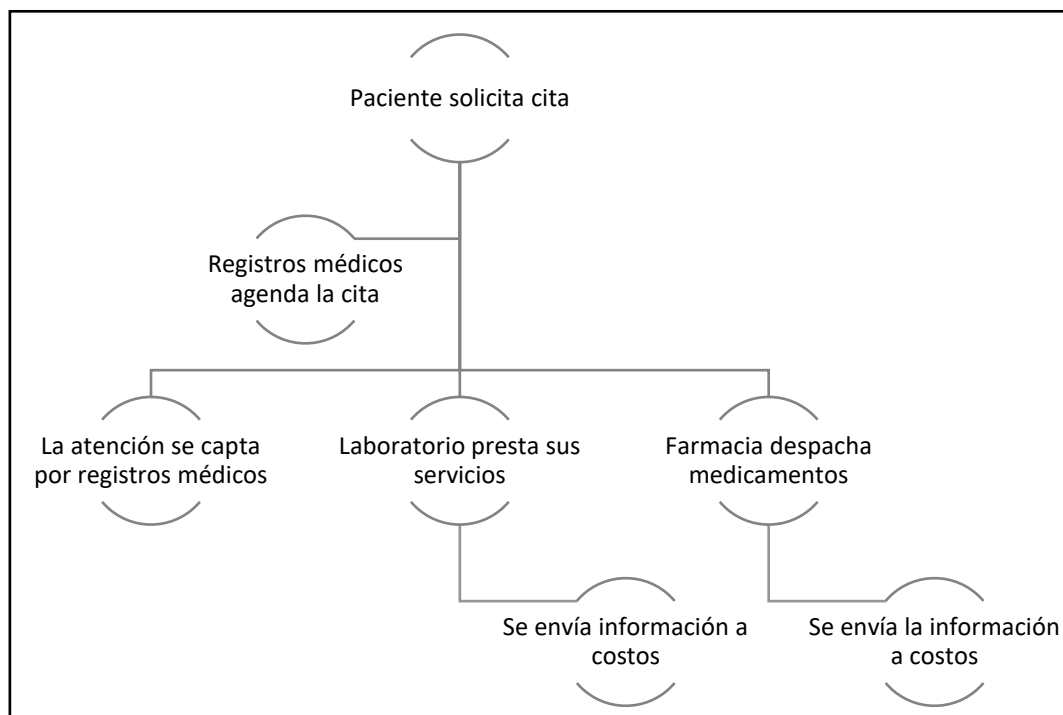 Paciente solicita cita
Registros médicos
agenda la cita
La atención se capta
por registros médicos
Laboratorio presta sus
servicios
Farmacia despacha
medicamentos
Se envía información a
costos
Se envía la información
a costos